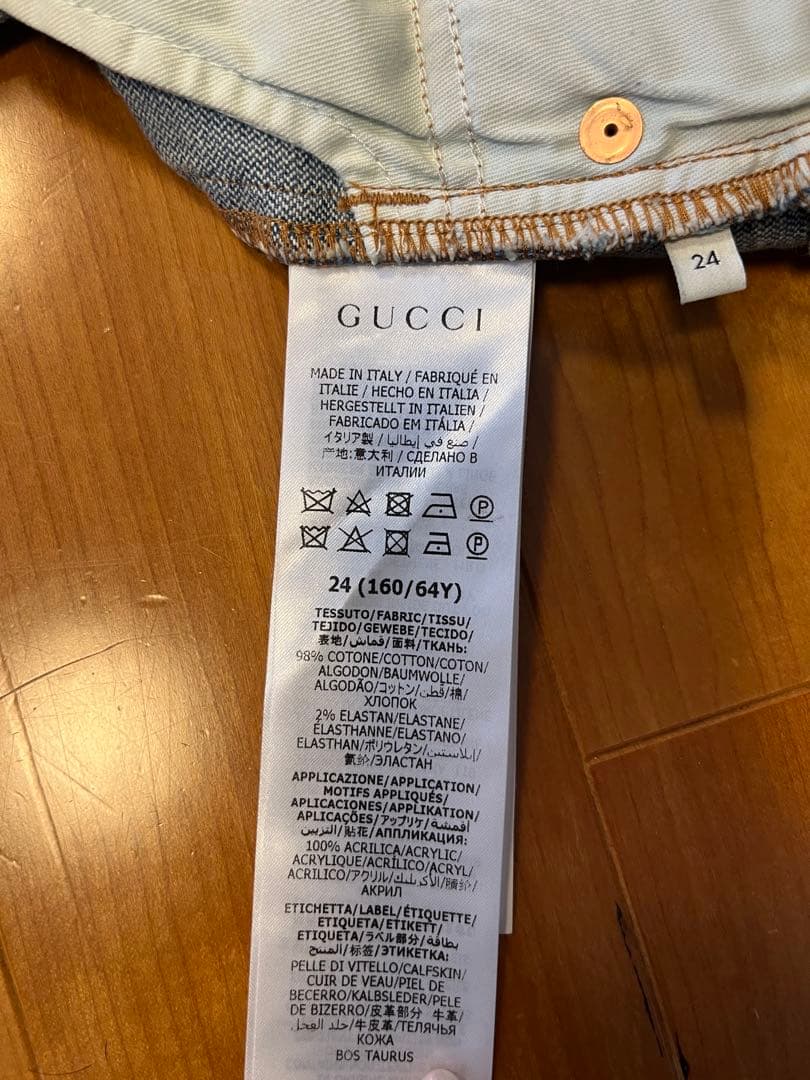 24
GUCCI
MADE IN ITALY / FABRIQUÉ EN
ITALIE / HECHO EN ITALIA /
HERGESTELLT IN ITALIEN /
FABRICADO EM ITÁLIA /
イタリア製 / صنع في إيطاليا /
产地:意大利 / СДЕЛАНО В
ИТАЛИИ
P
P
24 (160/64Y)
TESSUTO/FABRIC/TISSU/
TEJIDO/GEWEBE/TECIDO/
表地/قماش/面料/ТКАНЬ:
98% COTONE/COTTON/COTON/
ALGODON/BAUMWOLLE/
ALGODÃO/コットン/قطن/棉/
ХЛОПОК
2% ELASTAN/ELASTANE/
ÉLASTHANNE/ELASTANO/
ELASTHAN/ポリウレタン/إيلاستين/
氨纶/ЭЛАСТАН
APPLICAZIONE/APPLICATION/
MOTIFS APPLIQUÉS/
APLICACIONES/APPLIKATION/
APLICAÇÕES/アップリケ/أقمشة
التزيين/贴花/АППЛИКАЦИЯ:
100% ACRILICA/ACRYLIC/
ACRYLIQUE/ACRÍLICO/ACRYL/
ACRILICO/アクリル/الأكريليك/腈纶/
АКРИЛ
ETICHETTA/LABEL/ÉTIQUETTE/
ETIQUETA/ETIKETT/
ETIQUETA/ラベル部分/بطاقة
المنتج/标签/ЭТИКЕТКА:
PELLE DI VITELLO/CALFSKIN/
CUIR DE VEAU/PIEL DE
BECERRO/KALBSLEDER/PELE
DE BIZERRO/皮革部分 牛革/
جلد العجل/牛皮革/ТЕЛЯЧЬЯ
КОЖА
BOS TAURUS